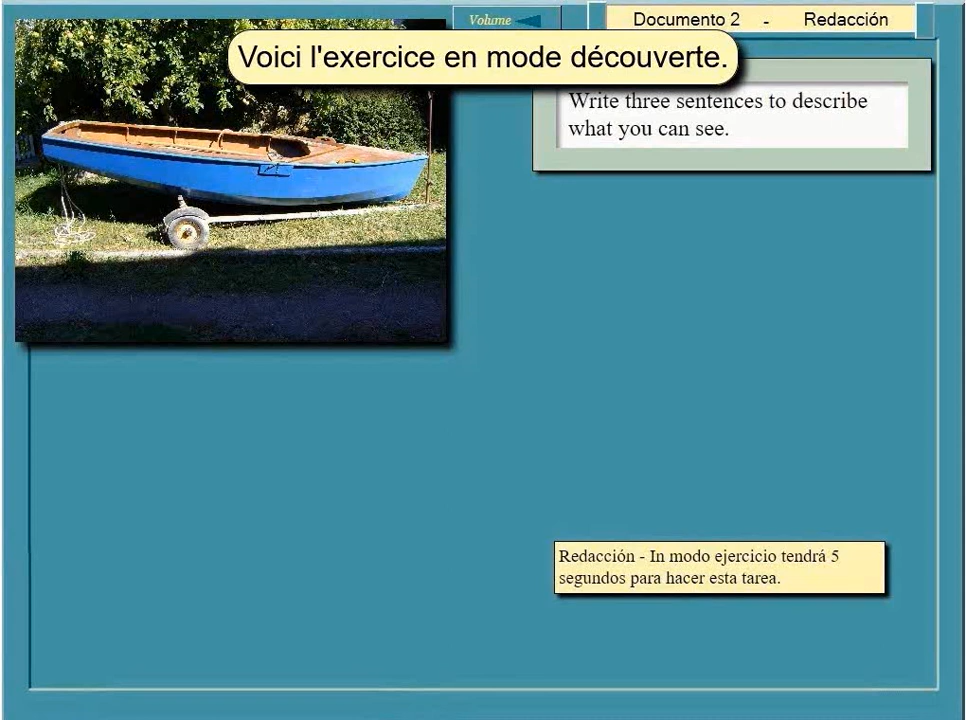 Volume
Documento 2 - Redacción
Voici l'exercice en mode découverte.
Write three sentences to describe
what you can see.
Redacción - In modo ejercicio tendrá 5
segundos para hacer esta tarea.